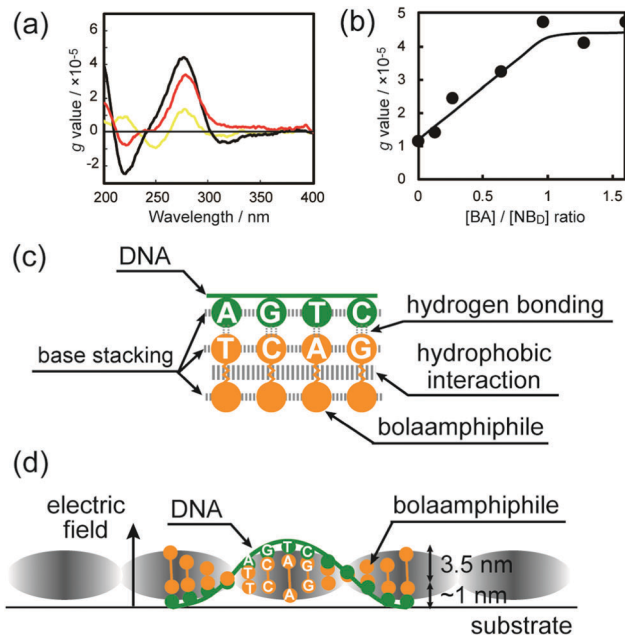 (a)
g value / ×10⁻⁵
6
4
2
0
-2
200
250
300
350
400
Wavelength / nm
(b)
g value / ×10⁻⁵
5
4
3
2
1
0
0
0.5
1
1.5
[BA] / [NB_D] ratio
(c)
DNA
A G T C
hydrogen bonding
base stacking
T C A G
hydrophobic
interaction
bolaamphiphile
(d)
electric
field
DNA
bolaamphiphile
A G T C
T C A G
T T C A G
3.5 nm
~1 nm
substrate